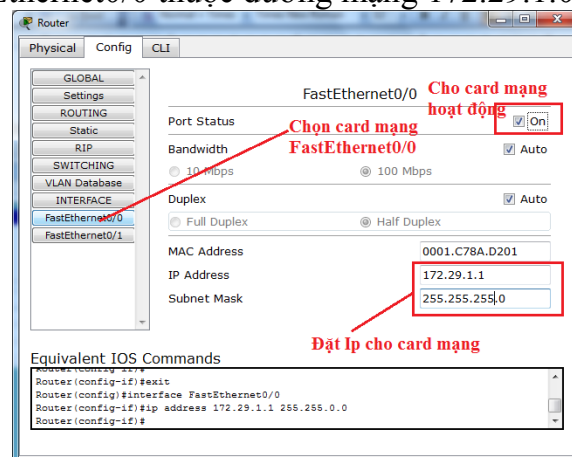 Ethernet0/0 thuộc đường mạng 172.29.1.0
Router
Physical Config CLI
GLOBAL
Settings
ROUTING
Static
RIP
SWITCHING
VLAN Database
INTERFACE
FastEthernet0/0
FastEthernet0/1
FastEthernet0/0
Cho card mạng
hoạt động
Port Status
On
Chọn card mạng
FastEthernet0/0
Bandwidth
Auto
10 Mbps
100 Mbps
Duplex
Auto
Full Duplex
Half Duplex
MAC Address
0001.C78A.D201
IP Address
172.29.1.1
Subnet Mask
255.255.255.0
Đặt Ip cho card mạng
Equivalent IOS Commands
Router(config-if)#
Router(config-if)#exit
Router(config)#interface FastEthernet0/0
Router(config-if)#ip address 172.29.1.1 255.255.0.0
Router(config-if)#